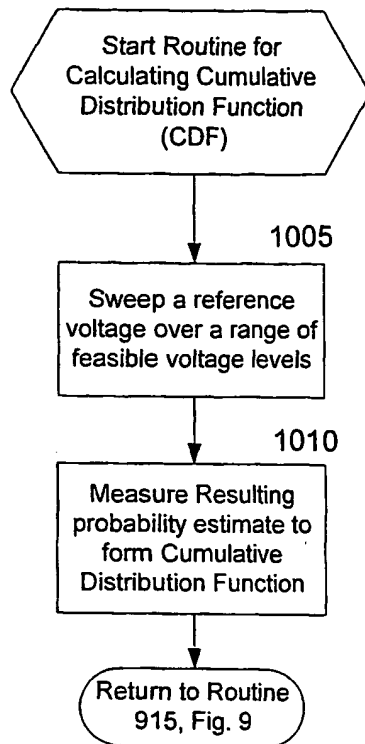 Start Routine for
Calculating Cumulative
Distribution Function
(CDF)
1005
Sweep a reference
voltage over a range of
feasible voltage levels
1010
Measure Resulting
probability estimate to
form Cumulative
Distribution Function
Return to Routine
915, Fig. 9